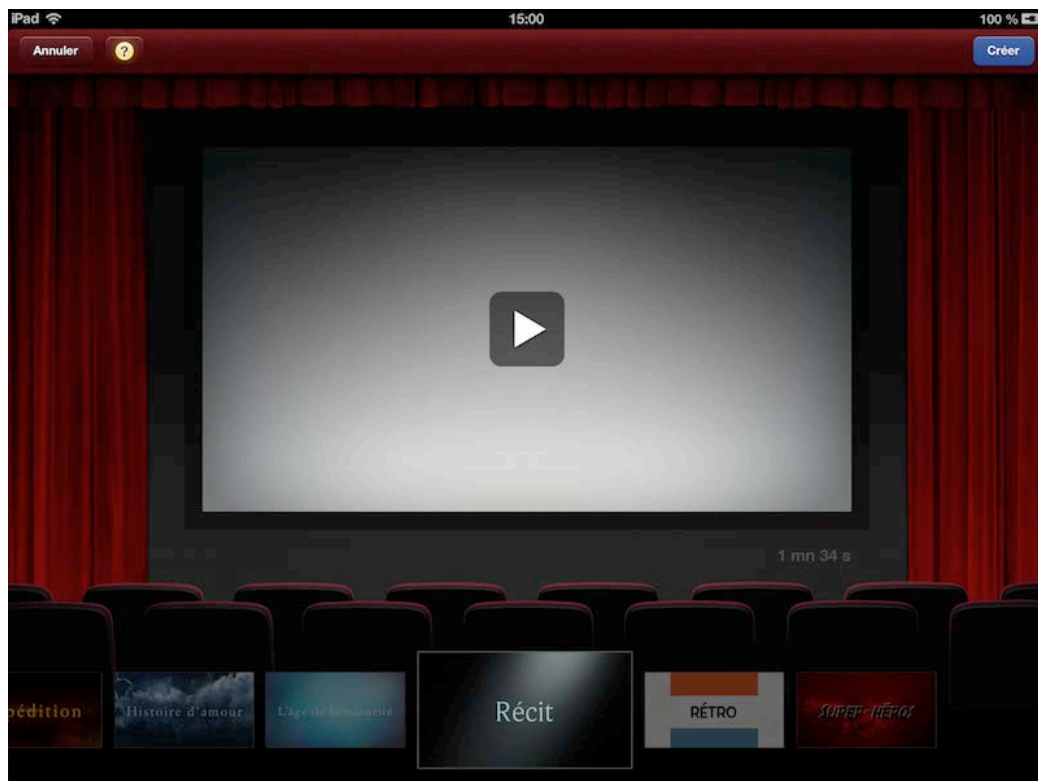 iPad 15:00 100 %
Annuler ? Créer
1 mn 34 s
pédition Histoire d'amour L'âge de la maturité Récit RÉTRO SUPER-HÉROS